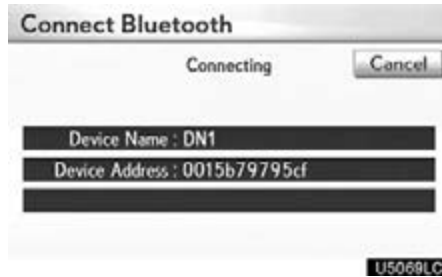 Connect Bluetooth
Connecting Cancel
Device Name : DN1
Device Address : 0015b79795cf
U5069LC